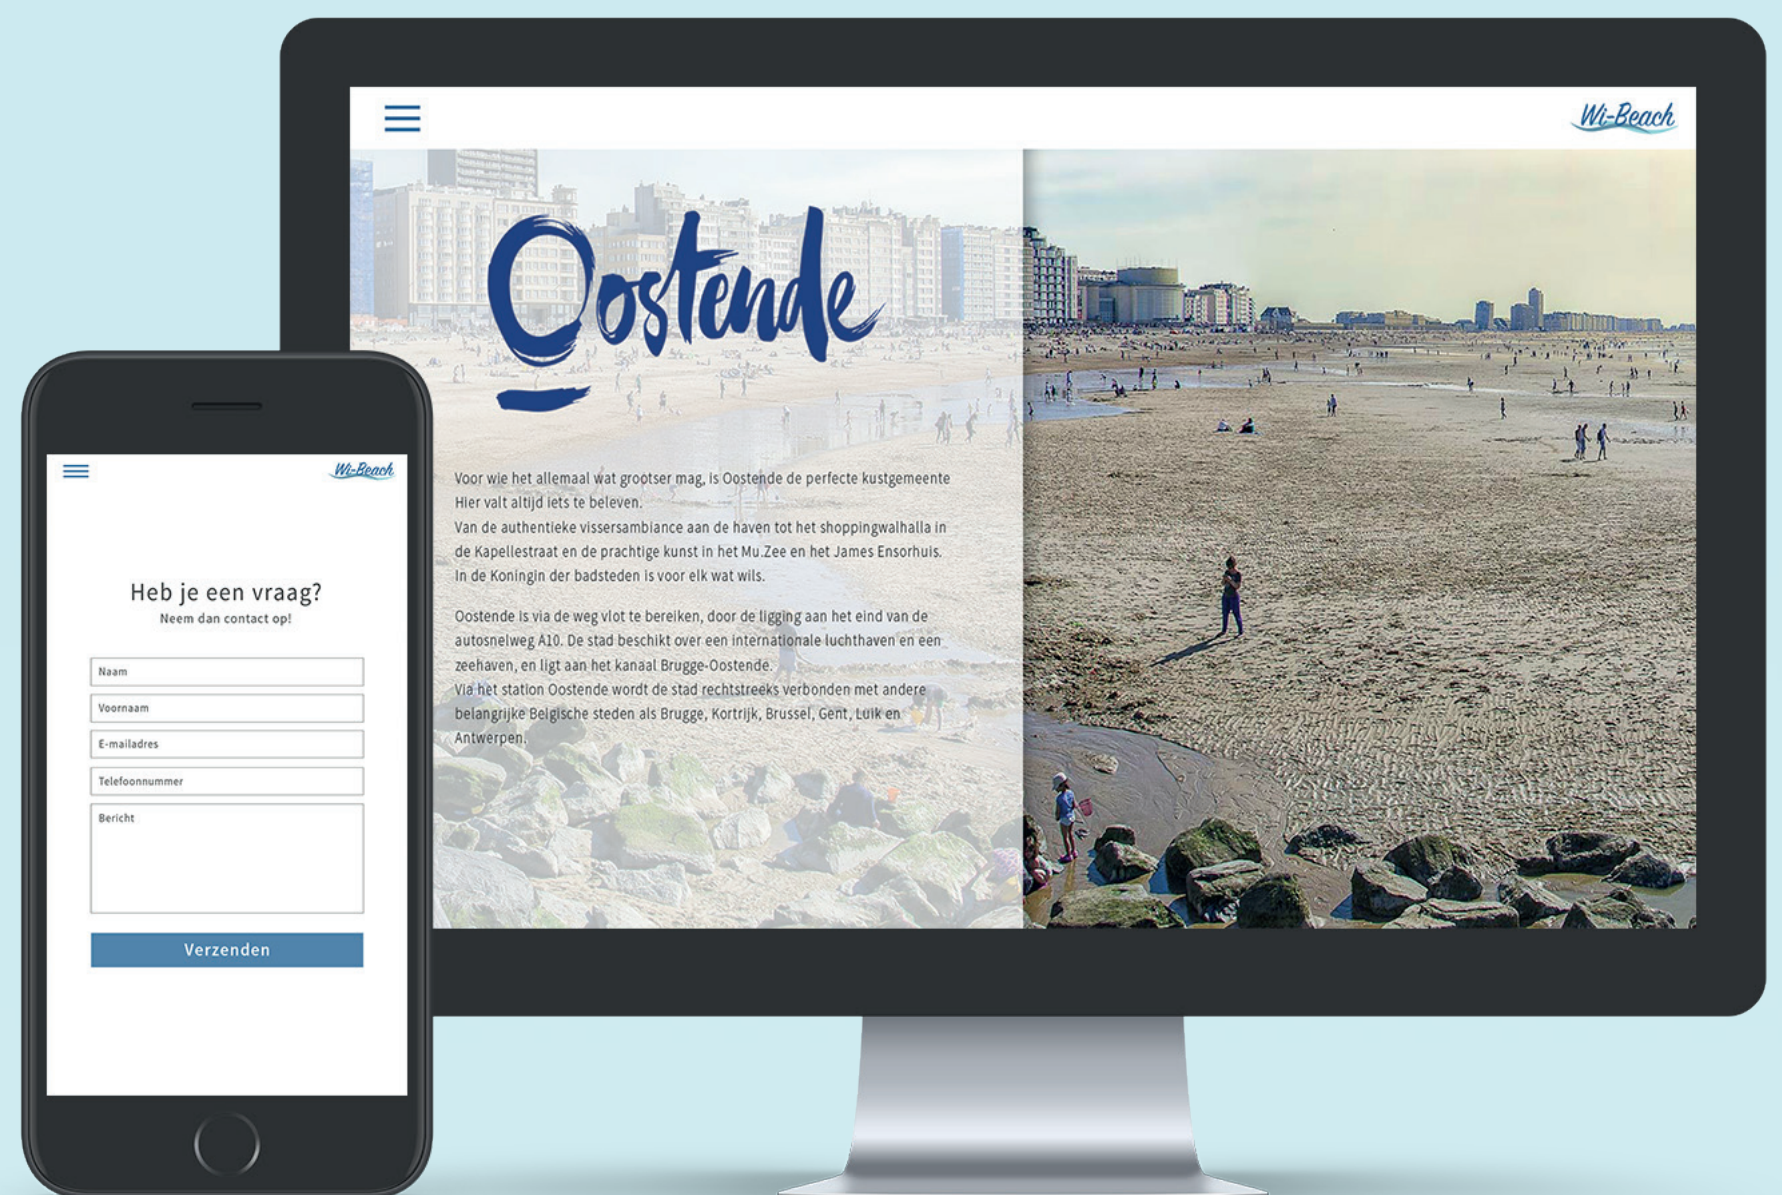 Wi-Beach
Oostende
Voor wie het allemaal wat grootser mag, is Oostende de perfecte kustgemeente
Hier valt altijd iets te beleven.
Van de authentieke vissersambiance aan de haven tot het shoppingwalhalla in
de Kapellestraat en de prachtige kunst in het Mu.Zee en het James Ensorhuis.
In de Koningin der badsteden is voor elk wat wils.
Oostende is via de weg vlot te bereiken, door de ligging aan het eind van de
autosnelweg A10. De stad beschikt over een internationale luchthaven en een
zeehaven, en ligt aan het kanaal Brugge-Oostende.
Via het station Oostende wordt de stad rechtstreeks verbonden met andere
belangrijke Belgische steden als Brugge, Kortrijk, Brussel, Gent, Luik en
Antwerpen.
Wi-Beach
Heb je een vraag?
Neem dan contact op!
Naam
Voornaam
E-mailadres
Telefoonnummer
Bericht
Verzenden